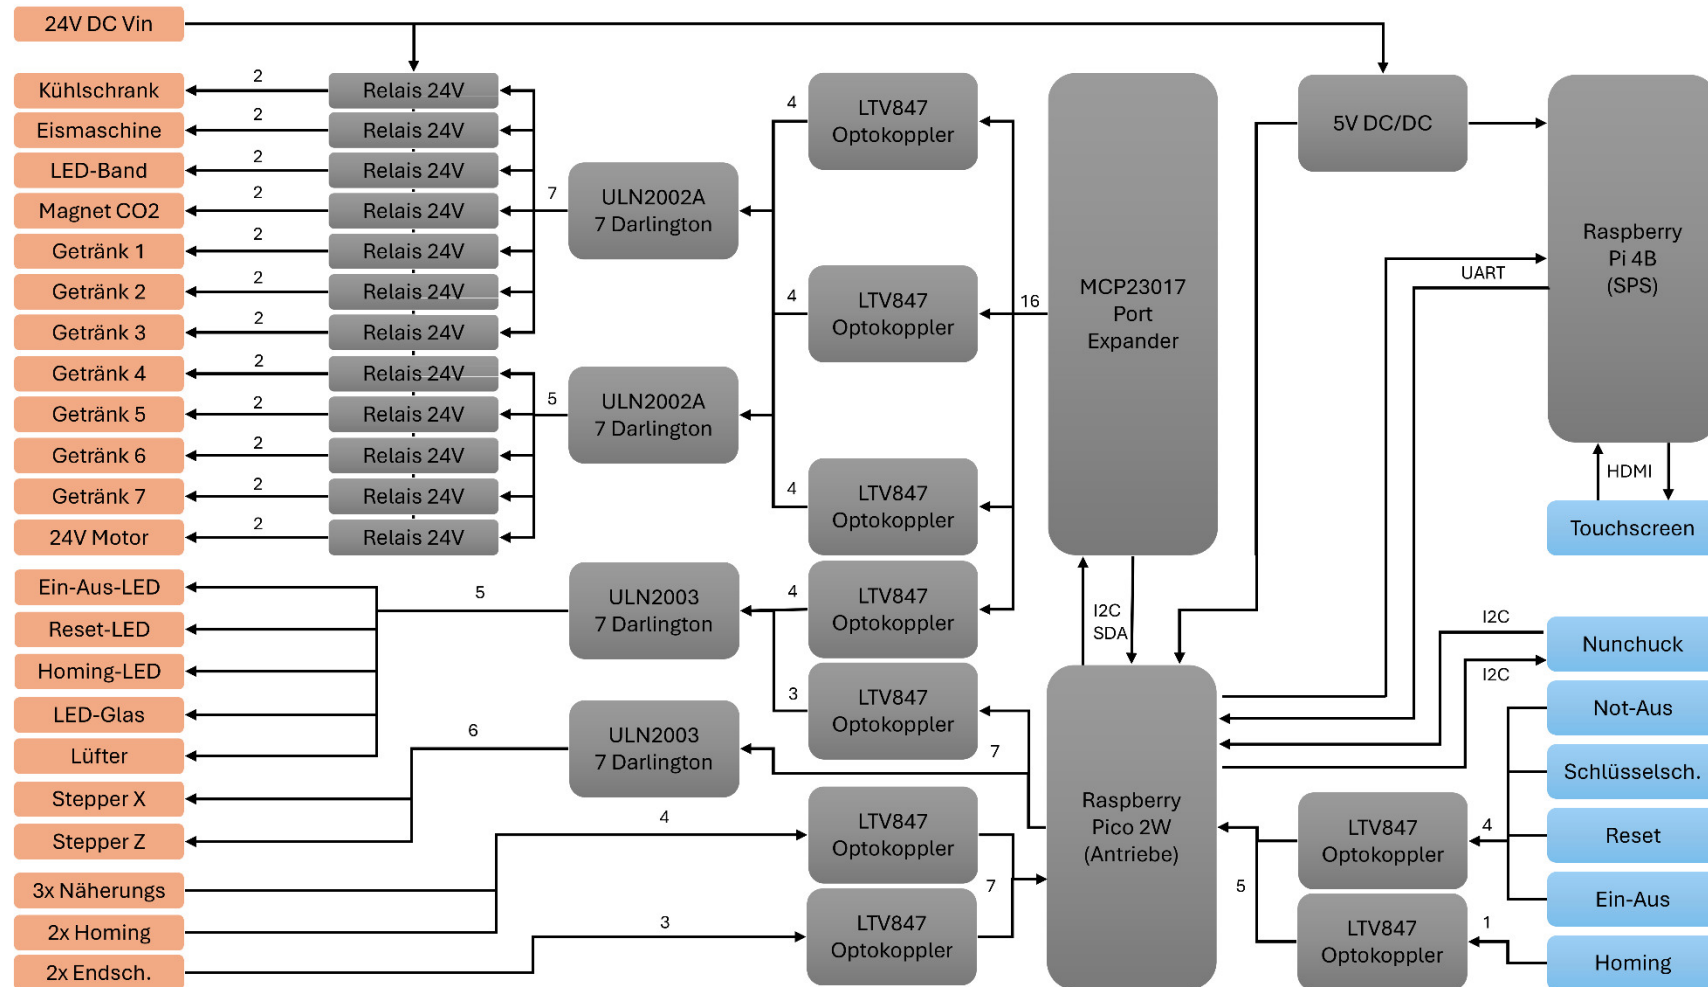 24V DC Vin
Kühlschrank
2
Relais 24V
Eismaschine
2
Relais 24V
LED-Band
2
Relais 24V
Magnet CO2
2
Relais 24V
Getränk 1
2
Relais 24V
Getränk 2
2
Relais 24V
Getränk 3
2
Relais 24V
Getränk 4
2
Relais 24V
Getränk 5
2
Relais 24V
Getränk 6
2
Relais 24V
Getränk 7
2
Relais 24V
24V Motor
2
Relais 24V
7
ULN2002A
7 Darlington
5
ULN2002A
7 Darlington
4
LTV847
Optokoppler
4
LTV847
Optokoppler
4
LTV847
Optokoppler
16
MCP23017
Port
Expander
5V DC/DC
Raspberry
Pi 4B
(SPS)
UART
HDMI
Touchscreen
Ein-Aus-LED
Reset-LED
Homing-LED
LED-Glas
Lüfter
5
ULN2003
7 Darlington
4
LTV847
Optokoppler
3
LTV847
Optokoppler
I2C
SDA
Stepper X
Stepper Z
6
ULN2003
7 Darlington
7
3x Näherungs
2x Homing
2x Endsch.
4
LTV847
Optokoppler
3
LTV847
Optokoppler
7
Raspberry
Pico 2W
(Antriebe)
I2C
Nunchuck
I2C
Not-Aus
Schlüsselsch.
Reset
Ein-Aus
Homing
LTV847
Optokoppler
4
5
LTV847
Optokoppler
1